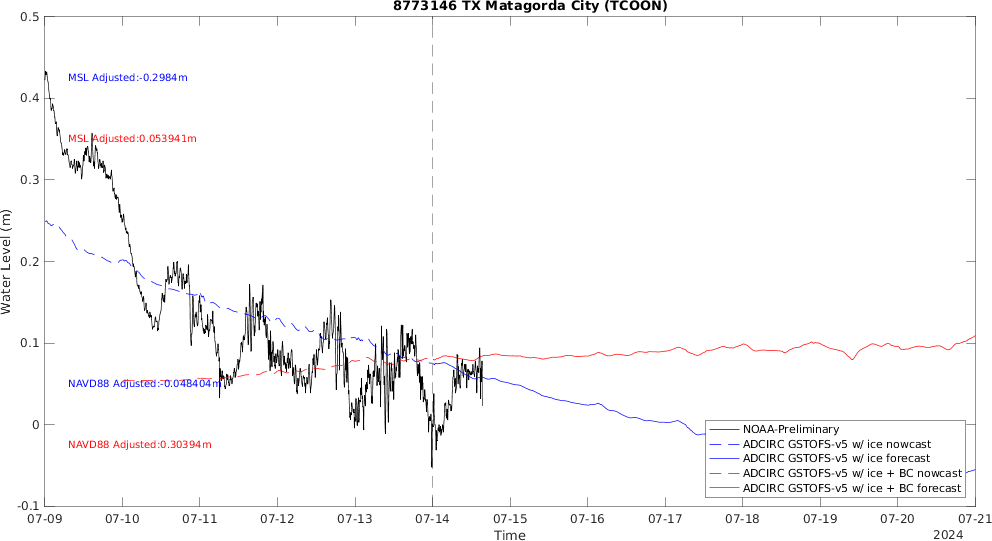 8773146 TX Matagorda City (TCOON)
0.5
0.4
0.3
0.2
0.1
0
-0.1
Water Level (m)
MSL Adjusted:-0.2984m
MSL Adjusted:0.053941m
NAVD88 Adjusted:-0.048404m
NAVD88 Adjusted:0.30394m
NOAA-Preliminary
ADCIRC GSTOFS-v5 w/ ice nowcast
ADCIRC GSTOFS-v5 w/ ice forecast
ADCIRC GSTOFS-v5 w/ ice + BC nowcast
ADCIRC GSTOFS-v5 w/ ice + BC forecast
07-09 07-10 07-11 07-12 07-13 07-14 07-15 07-16 07-17 07-18 07-19 07-20 07-21
Time
2024